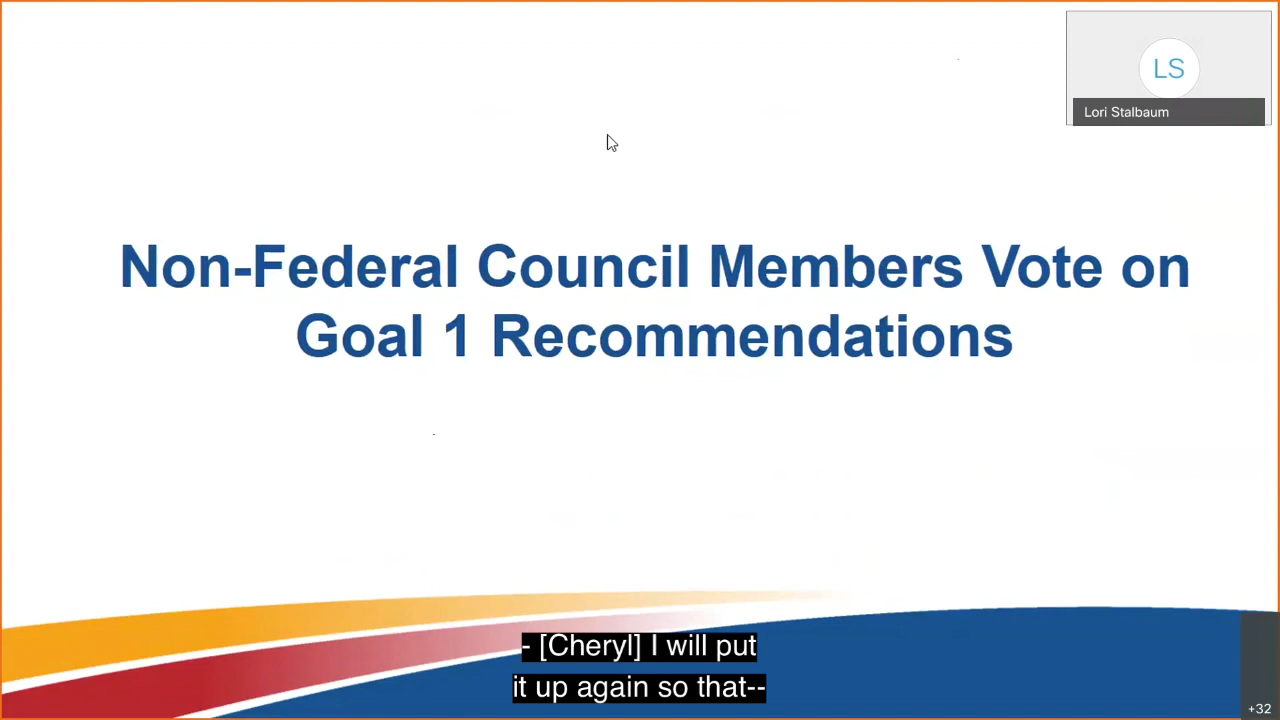 LS
Lori Stalbaum
Non-Federal Council Members Vote on
Goal 1 Recommendations
- [Cheryl] I will put
it up again so that--
+32